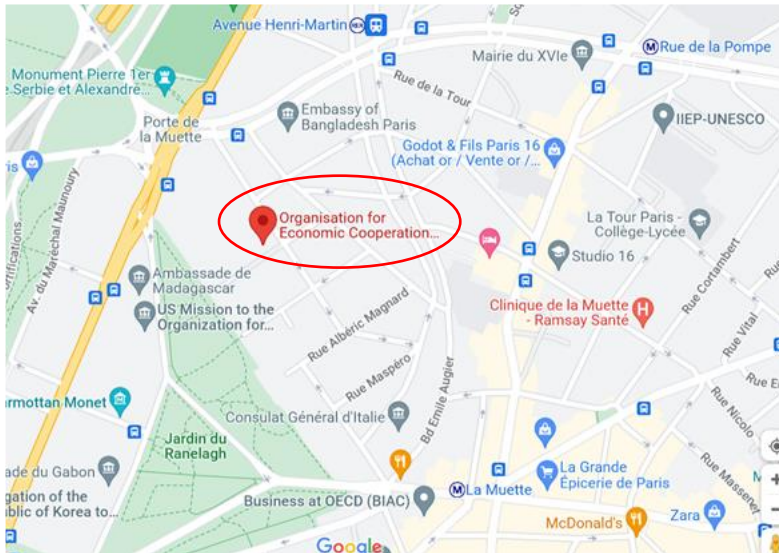 Avenue Henri-Martin
RER
Mairie du XVIe
M Rue de la Pompe
Monument Pierre 1er
Serbie et Alexandre...
Rue de la Tour
Embassy of
Bangladesh Paris
IIEP-UNESCO
Porte de
la Muette
Godot & Fils Paris 16
(Achat or / Vente or /...
Av. du Maréchal Maunoury
Organisation for
Economic Cooperation...
La Tour Paris -
Collège-Lycée
Studio 16
Rue Cortambert
Ambassade de
Madagascar
US Mission to the
Organization for...
Rue Albéric Magnard
Clinique de la Muette
- Ramsay Santé
H
Rue Vital
Rue Maspéro
Bd Emile Augier
Rue Nicolo
Marmottan Monet
Consulat Général d'Italie
Jardin du
Ranelagh
ade du Gabon
gation of the
blic of Korea to...
Business at OECD (BIAC)
M La Muette
La Grande
Épicerie de Paris
McDonald's
Zara
Google